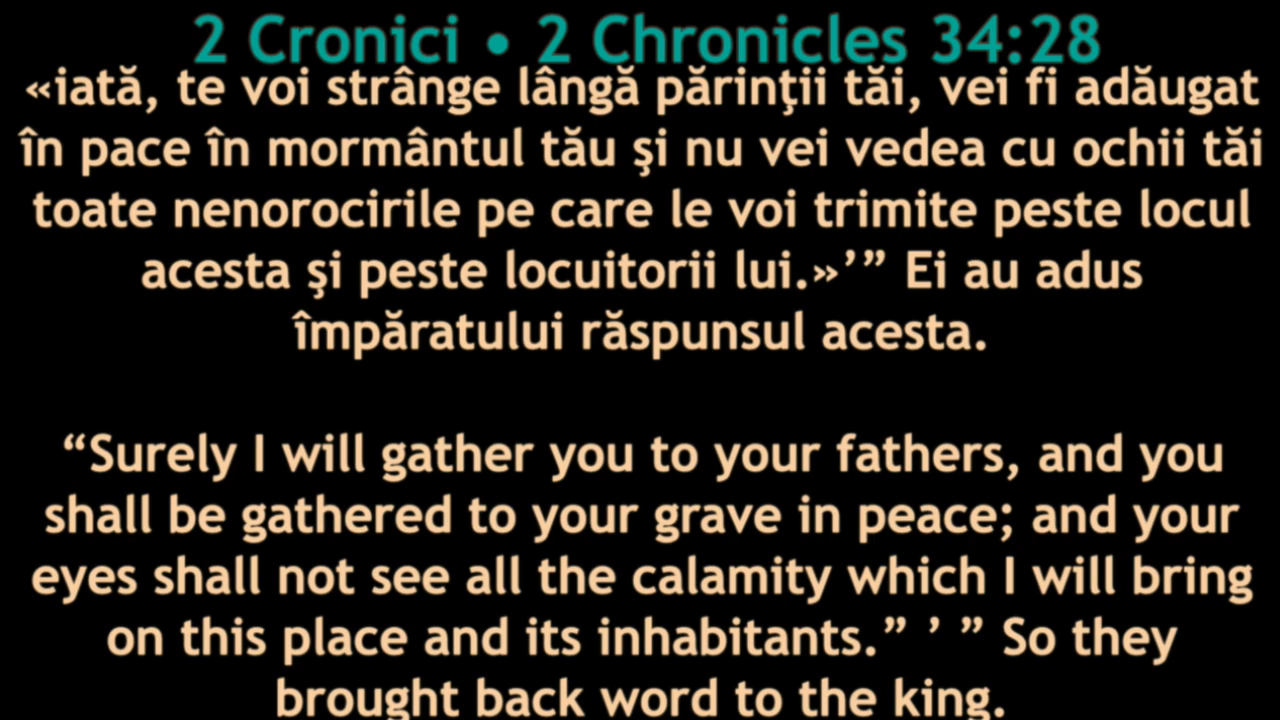 2 Cronici • 2 Chronicles 34:28
«iată, te voi strânge lângă părinţii tăi, vei fi adăugat
în pace în mormântul tău şi nu vei vedea cu ochii tăi
toate nenorocirile pe care le voi trimite peste locul
acesta şi peste locuitorii lui.»’” Ei au adus
împăratului răspunsul acesta.
“Surely I will gather you to your fathers, and you
shall be gathered to your grave in peace; and your
eyes shall not see all the calamity which I will bring
on this place and its inhabitants.” ’ ” So they
brought back word to the king.